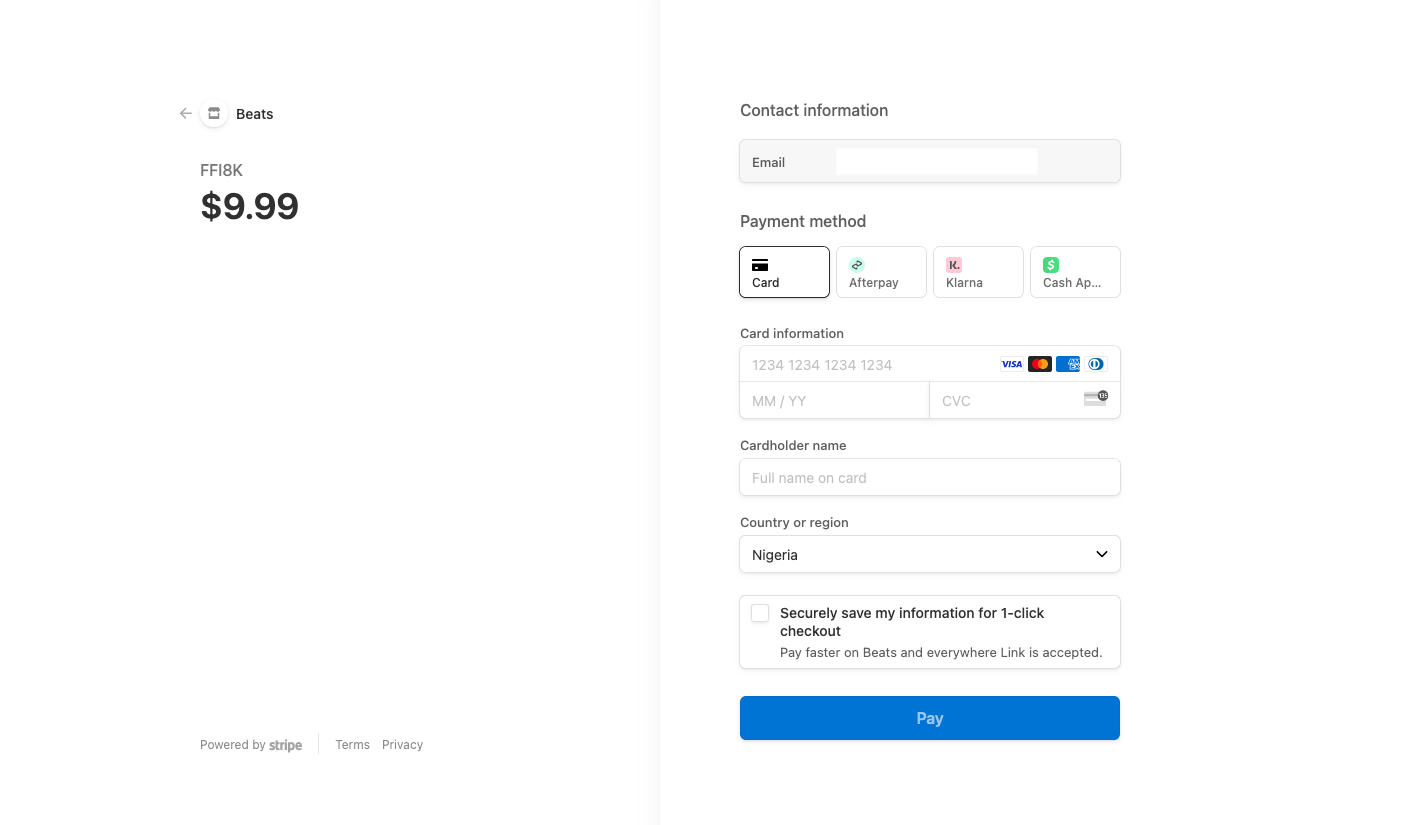 Beats
FFI8K
$9.99
Powered by stripe
Terms Privacy
Contact information
Email
Payment method
Card
Afterpay
K.
Klarna
$
Cash Ap...
Card information
1234 1234 1234 1234 VISA
MM / YY
CVC 135
Cardholder name
Full name on card
Country or region
Nigeria
Securely save my information for 1-click
checkout
Pay faster on Beats and everywhere Link is accepted.
Pay